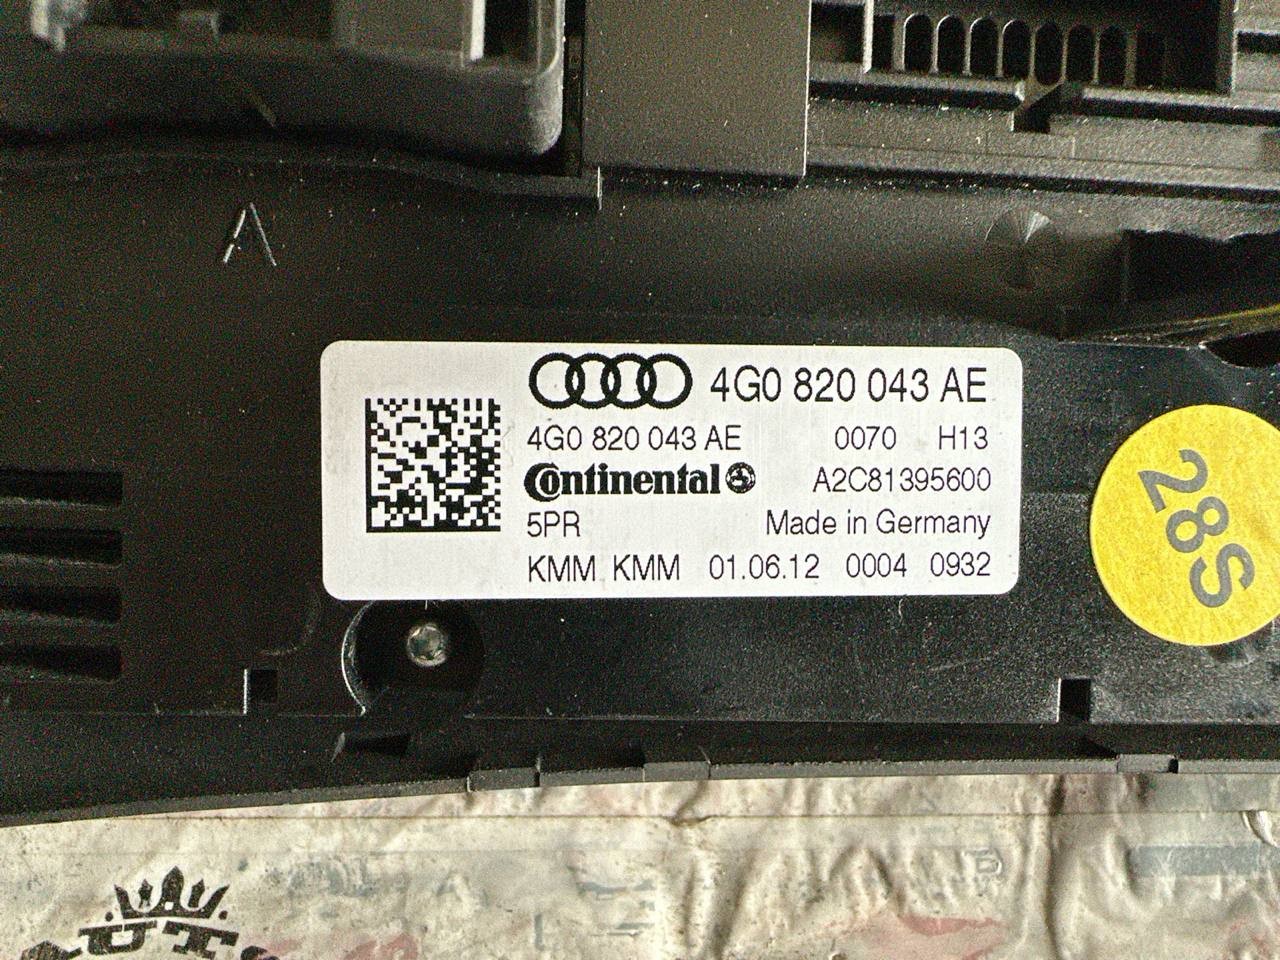 4G0 820 043 AE
4G0 820 043 AE 0070 H13
Continental A2C81395600
5PR Made in Germany
KMM KMM 01.06.12 0004 0932
28S